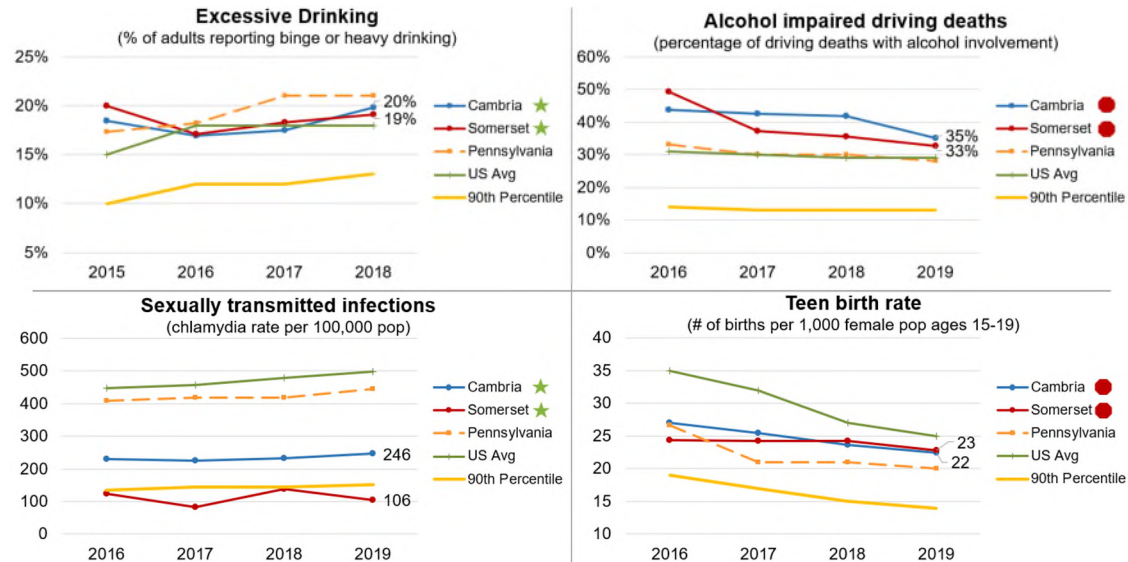 Excessive Drinking
(% of adults reporting binge or heavy drinking)
25%
20%
15%
10%
5%
2015 2016 2017 2018
20%
19%
Cambria
Somerset
Pennsylvania
US Avg
90th Percentile
Alcohol impaired driving deaths
(percentage of driving deaths with alcohol involvement)
60%
50%
40%
30%
20%
10%
0%
2016 2017 2018 2019
35%
33%
Cambria
Somerset
Pennsylvania
US Avg
90th Percentile
Sexually transmitted infections
(chlamydia rate per 100,000 pop)
600
500
400
300
200
100
0
2016 2017 2018 2019
246
106
Cambria
Somerset
Pennsylvania
US Avg
90th Percentile
Teen birth rate
(# of births per 1,000 female pop ages 15-19)
40
35
30
25
20
15
10
2016 2017 2018 2019
23
22
Cambria
Somerset
Pennsylvania
US Avg
90th Percentile